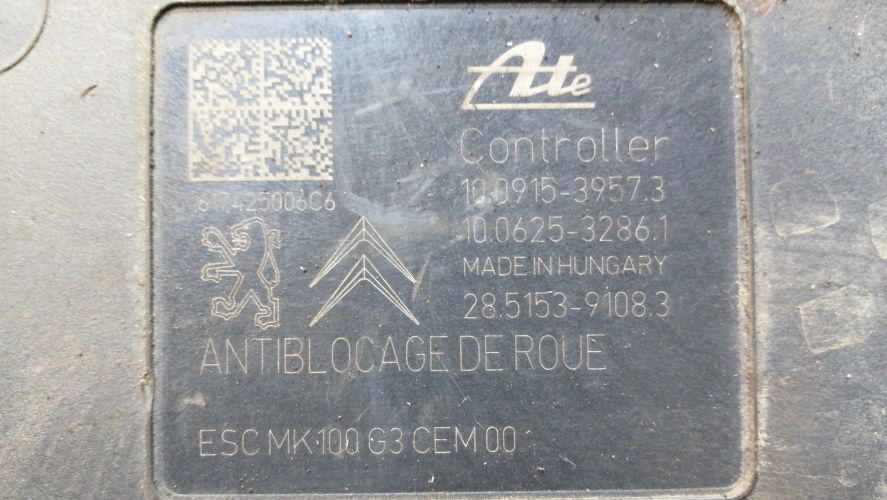 Ate
Controller
617425006C6
10.0915-3957.3
10.0625-3286.1
MADE IN HUNGARY
28.5153-9108.3
ANTIBLOCAGE DE ROUE
ESC MK100 G3 CEM 00